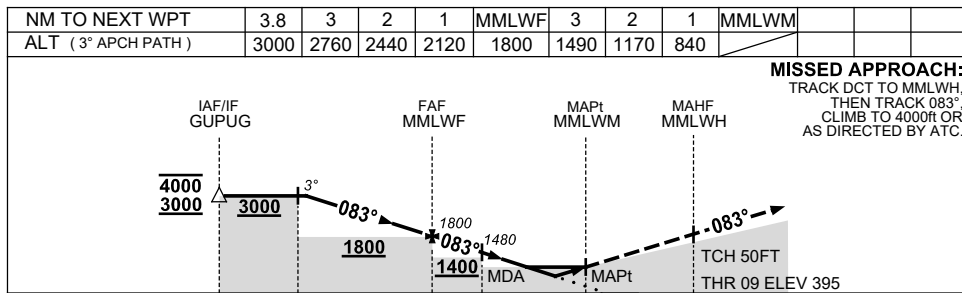 NM TO NEXT WPT 3.8 3 2 1 MMLWF 3 2 1 MMLWM
ALT ( 3° APCH PATH ) 3000 2760 2440 2120 1800 1490 1170 840
MISSED APPROACH:
TRACK DCT TO MMLWH,
THEN TRACK 083°,
CLIMB TO 4000ft OR
AS DIRECTED BY ATC.
IAF/IF
GUPUG
FAF
MMLWF
MAPt
MMLWM
MAHF
MMLWH
4000
3000
3000
3°
083°
1800
1800
083°
1480
1400
MDA
MAPt
083°
TCH 50FT
THR 09 ELEV 395